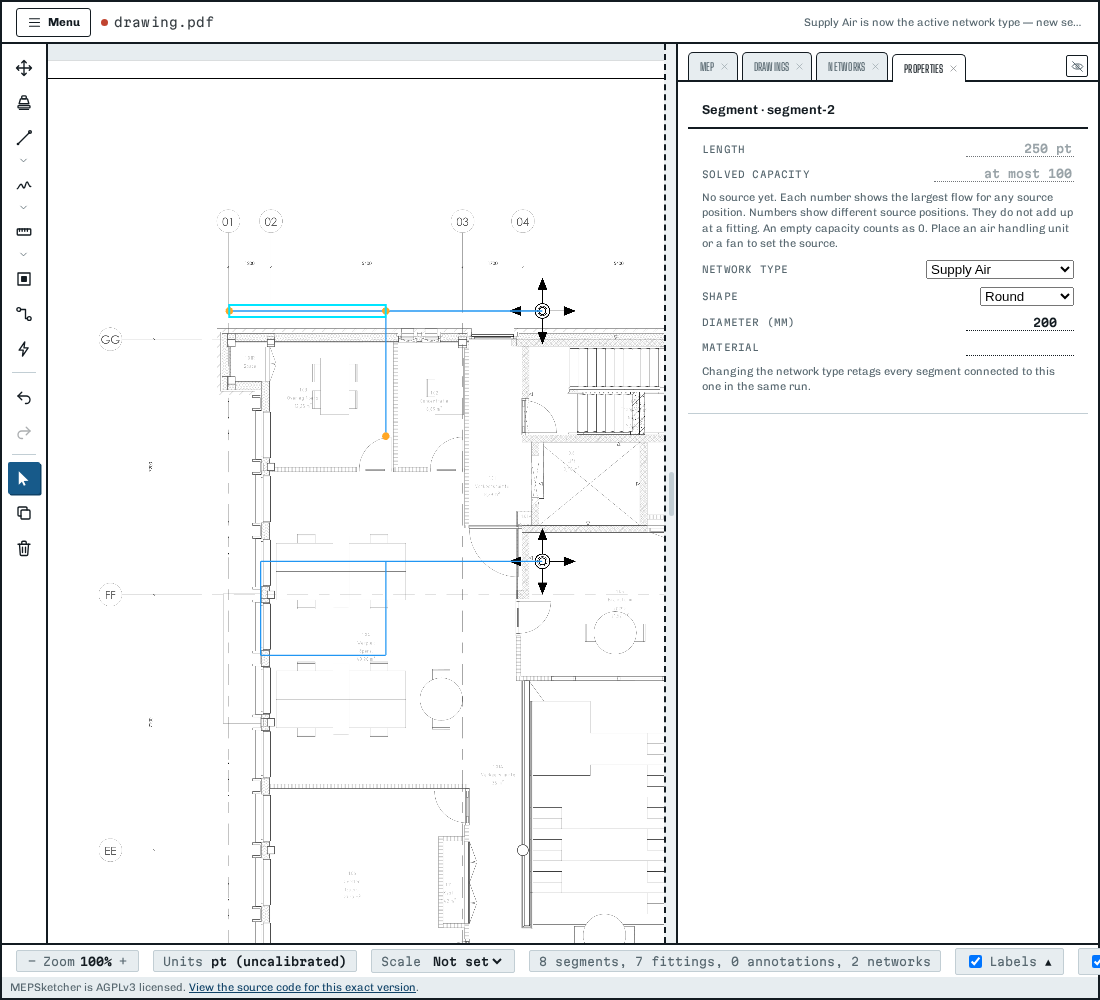 Menu
drawing.pdf
Supply Air is now the active network type — new se…
MEP
DRAWINGS
NETWORKS
PROPERTIES
Segment · segment-2
LENGTH
250 pt
SOLVED CAPACITY
at most 100
No source yet. Each number shows the largest flow for any source
position. Numbers show different source positions. They do not add up
at a fitting. An empty capacity counts as 0. Place an air handling unit
or a fan to set the source.
NETWORK TYPE
Supply Air
SHAPE
Round
DIAMETER (MM)
200
MATERIAL
Changing the network type retags every segment connected to this
one in the same run.
01
02
03
04
GG
FF
EE
− Zoom 100% +
Units pt (uncalibrated)
Scale Not set
8 segments, 7 fittings, 0 annotations, 2 networks
Labels ▲
MEPSketcher is AGPLv3 licensed. View the source code for this exact version.